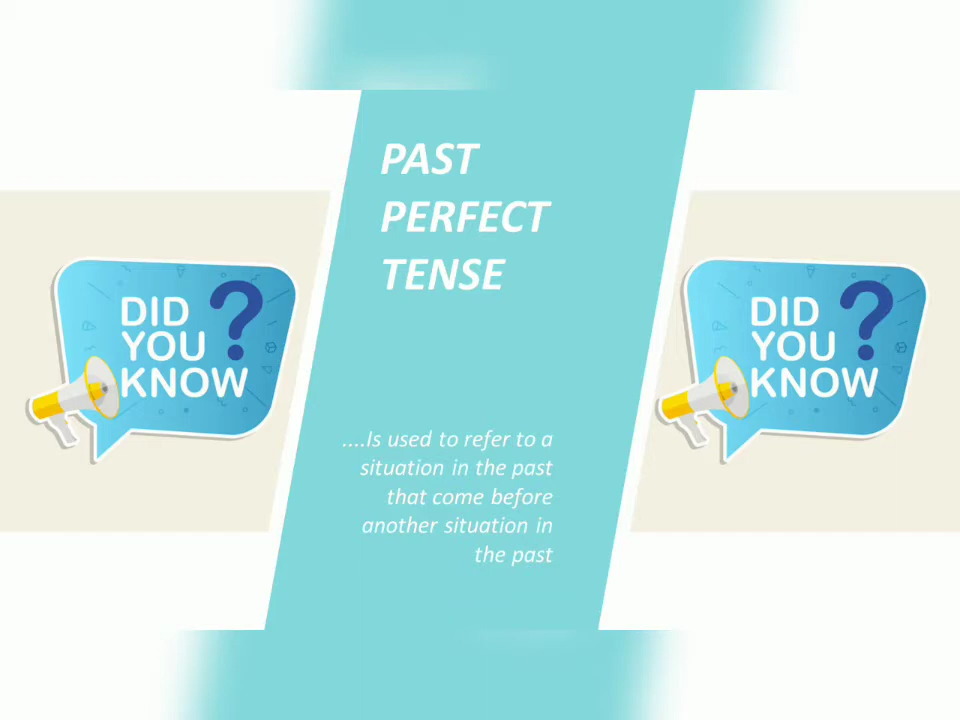 PAST
PERFECT
TENSE
DID
YOU
KNOW
?
DID
YOU
KNOW
?
....Is used to refer to a
situation in the past
that come before
another situation in
the past